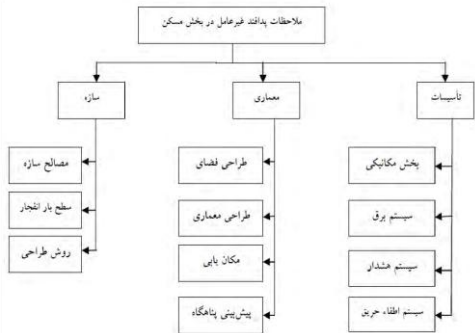 ملاحظات پدافند غیرعامل در بخش مسکن
تأسیسات
معماری
سازه
بخش مکانیکی
سیستم برق
سیستم هشدار
سیستم اطفاء حریق
طراحی فضای
طراحی معماری
مکان یابی
پیش‌بینی پناهگاه
مصالح سازه
سطح بار انفجار
روش طراحی